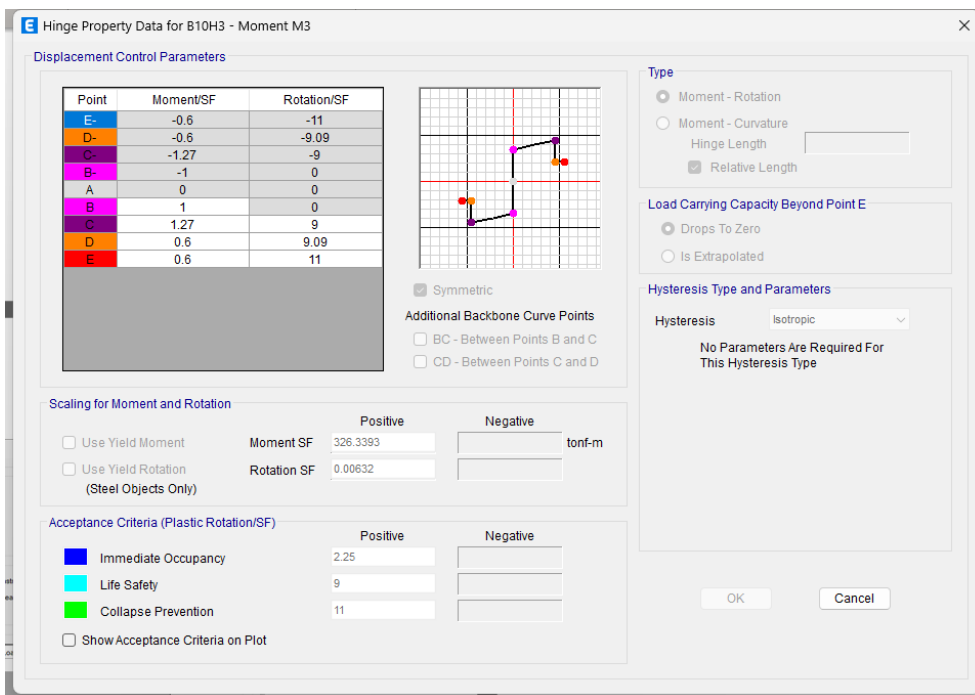 Hinge Property Data for B10H3 - Moment M3
Displacement Control Parameters
Point Moment/SF Rotation/SF
E- -0.6 -11
D- -0.6 -9.09
C- -1.27 -9
B- -1 0
A 0 0
B 1 0
C 1.27 9
D 0.6 9.09
E 0.6 11
Symmetric
Additional Backbone Curve Points
BC - Between Points B and C
CD - Between Points C and D
Scaling for Moment and Rotation
Positive Negative
Use Yield Moment Moment SF 326.3393 tonf-m
Use Yield Rotation Rotation SF 0.00632
(Steel Objects Only)
Acceptance Criteria (Plastic Rotation/SF)
Positive Negative
Immediate Occupancy 2.25
Life Safety 9
Collapse Prevention 11
Show Acceptance Criteria on Plot
Type
Moment - Rotation
Moment - Curvature
Hinge Length
Relative Length
Load Carrying Capacity Beyond Point E
Drops To Zero
Is Extrapolated
Hysteresis Type and Parameters
Hysteresis Isotropic
No Parameters Are Required For
This Hysteresis Type
OK Cancel